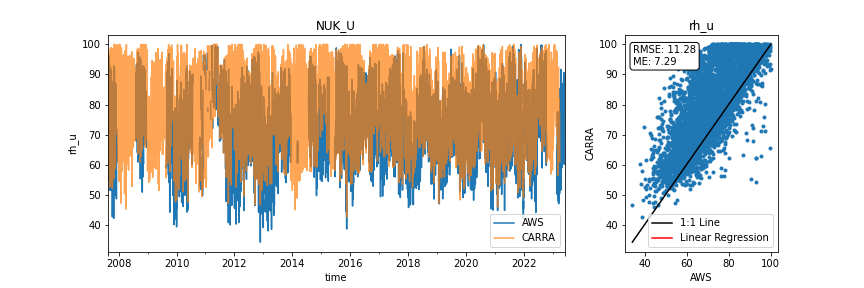 NUK_U
rh_u
100
90
80
70
60
50
40
rh_u
AWS
CARRA
2008
2010
2012
2014
2016
2018
2020
2022
time
rh_u
RMSE: 11.28
ME: 7.29
100
90
80
70
60
50
40
CARRA
1:1 Line
Linear Regression
40
60
80
100
AWS